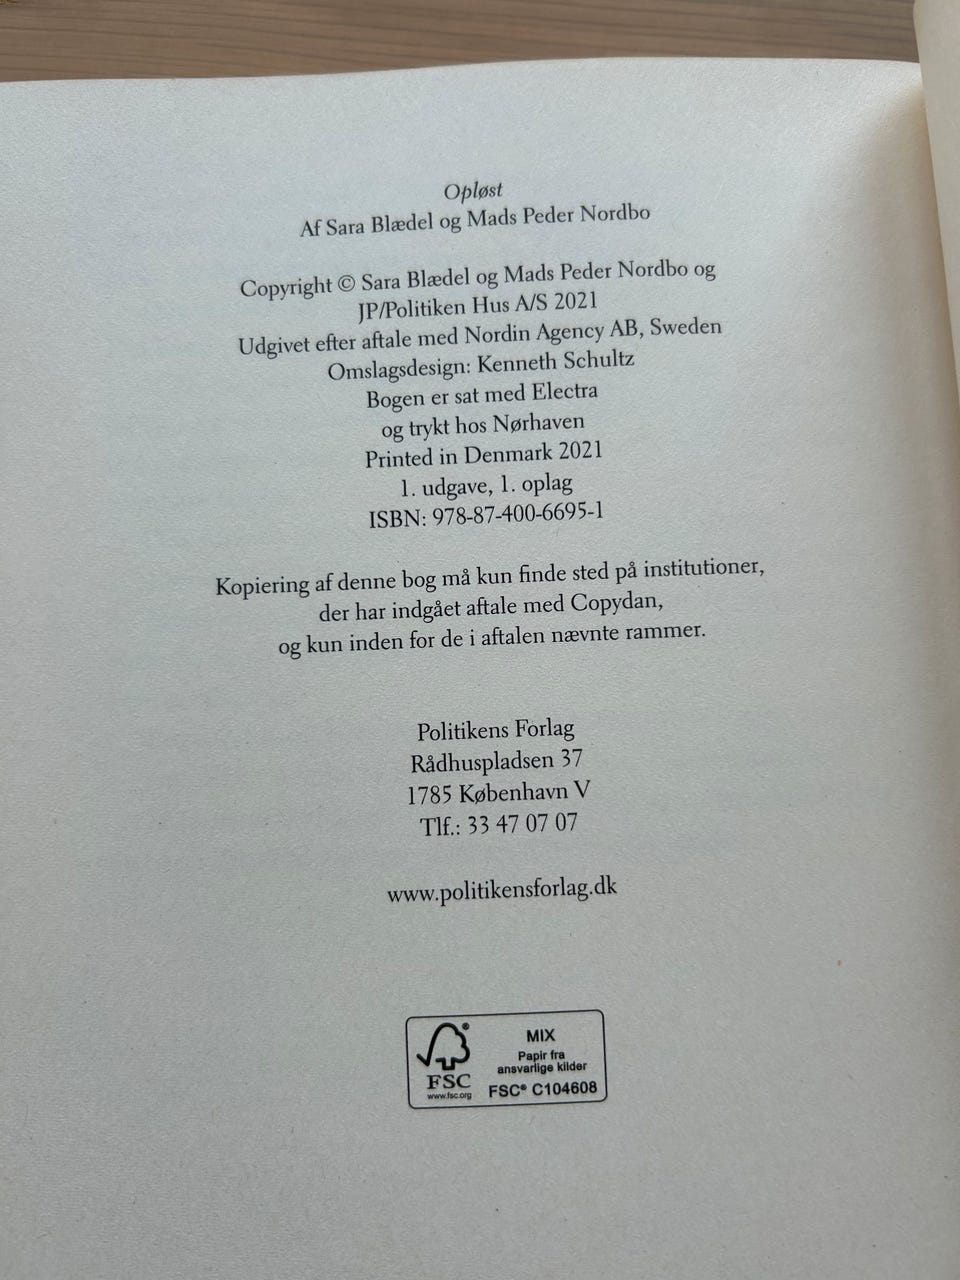 Opløst
Af Sara Blædel og Mads Peder Nordbo
Copyright © Sara Blædel og Mads Peder Nordbo og
JP/Politiken Hus A/S 2021
Udgivet efter aftale med Nordin Agency AB, Sweden
Omslagsdesign: Kenneth Schultz
Bogen er sat med Electra
og trykt hos Nørhaven
Printed in Denmark 2021
1. udgave, 1. oplag
ISBN: 978-87-400-6695-1
Kopiering af denne bog må kun finde sted på institutioner,
der har indgået aftale med Copydan,
og kun inden for de i aftalen nævnte rammer.
Politikens Forlag
Rådhuspladsen 37
1785 København V
Tlf.: 33 47 07 07
www.politikensforlag.dk
®
FSC
www.fsc.org
MIX
Papir fra
ansvarlige kilder
FSC® C104608